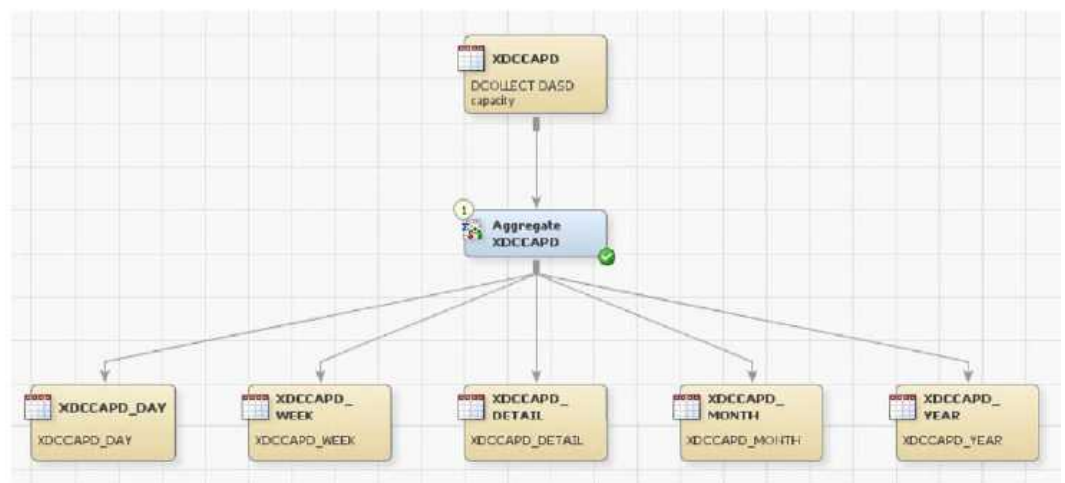 XDCCAPD
DCOLLECT DASD
capacity
1
Aggregate
XDCCAPD
XDCCAPD_DAY
XDCCAPD_DAY
XDCCAPD_
WEEK
XDCCAPD_WEEK
XDCCAPD_
DETAIL
XDCCAPD_DETAIL
XDCCAPD_
MONTH
XDCCAPD_MONTH
XDCCAPD_
YEAR
XDCCAPD_YEAR